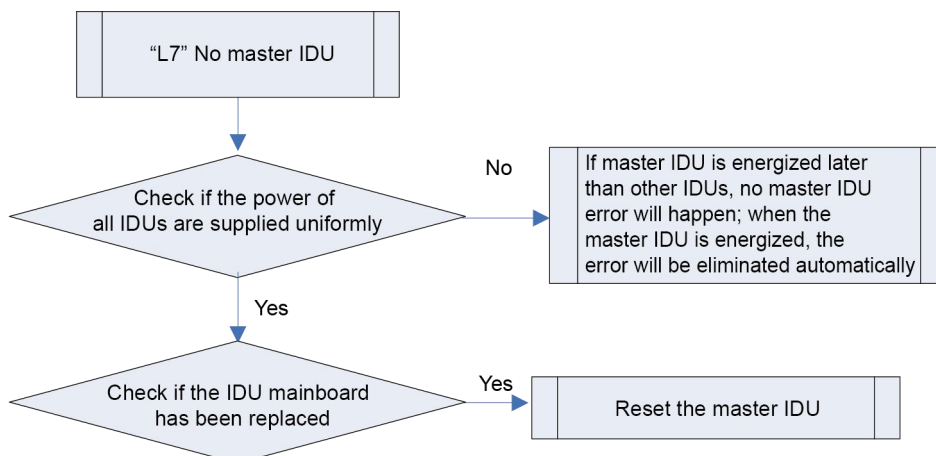 “L7” No master IDU
No
Check if the power of
all IDUs are supplied uniformly
If master IDU is energized later
than other IDUs, no master IDU
error will happen; when the
master IDU is energized, the
error will be eliminated automatically
Yes
Check if the IDU mainboard
has been replaced
Yes
Reset the master IDU